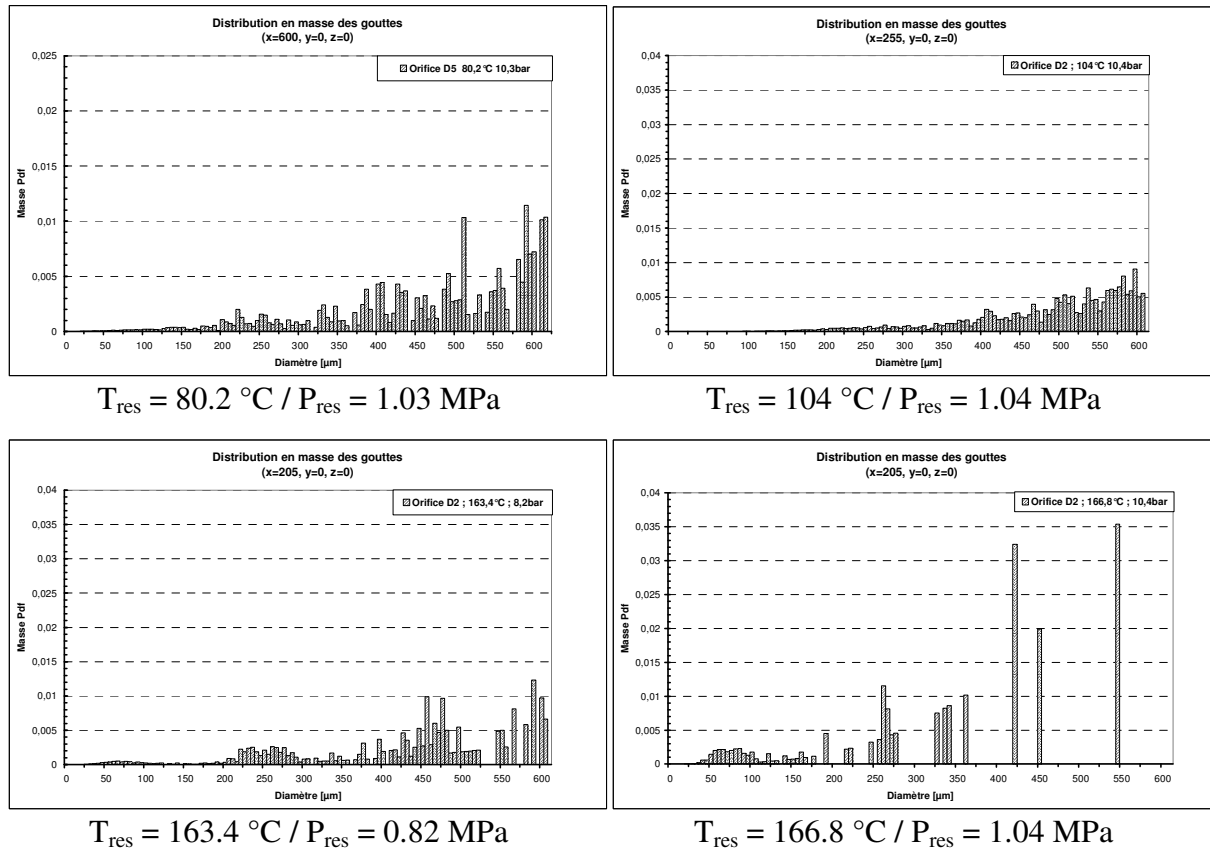 Distribution en masse des gouttes
(x=600, y=0, z=0)
Orifice D5 80,2°C 10,3bar
0,025
0,02
0,015
0,01
0,005
0
Masse Pdf
0 50 100 150 200 250 300 350 400 450 500 550 600
Diamètre [µm]
T_res = 80.2 °C / P_res = 1.03 MPa
Distribution en masse des gouttes
(x=255, y=0, z=0)
Orifice D2 ; 104°C 10,4bar
0,04
0,035
0,03
0,025
0,02
0,015
0,01
0,005
0
Masse Pdf
0 50 100 150 200 250 300 350 400 450 500 550 600
Diamètre [µm]
T_res = 104 °C / P_res = 1.04 MPa
Distribution en masse des gouttes
(x=205, y=0, z=0)
Orifice D2 ; 163,4°C ; 8,2bar
0,04
0,035
0,03
0,025
0,02
0,015
0,01
0,005
0
Masse Pdf
0 50 100 150 200 250 300 350 400 450 500 550 600
Diamètre [µm]
T_res = 163.4 °C / P_res = 0.82 MPa
Distribution en masse des gouttes
(x=205, y=0, z=0)
Orifice D2 ; 166,8°C ; 10,4bar
0,04
0,035
0,03
0,025
0,02
0,015
0,01
0,005
0
Masse Pdf
0 50 100 150 200 250 300 350 400 450 500 550 600
Diamètre [µm]
T_res = 166.8 °C / P_res = 1.04 MPa